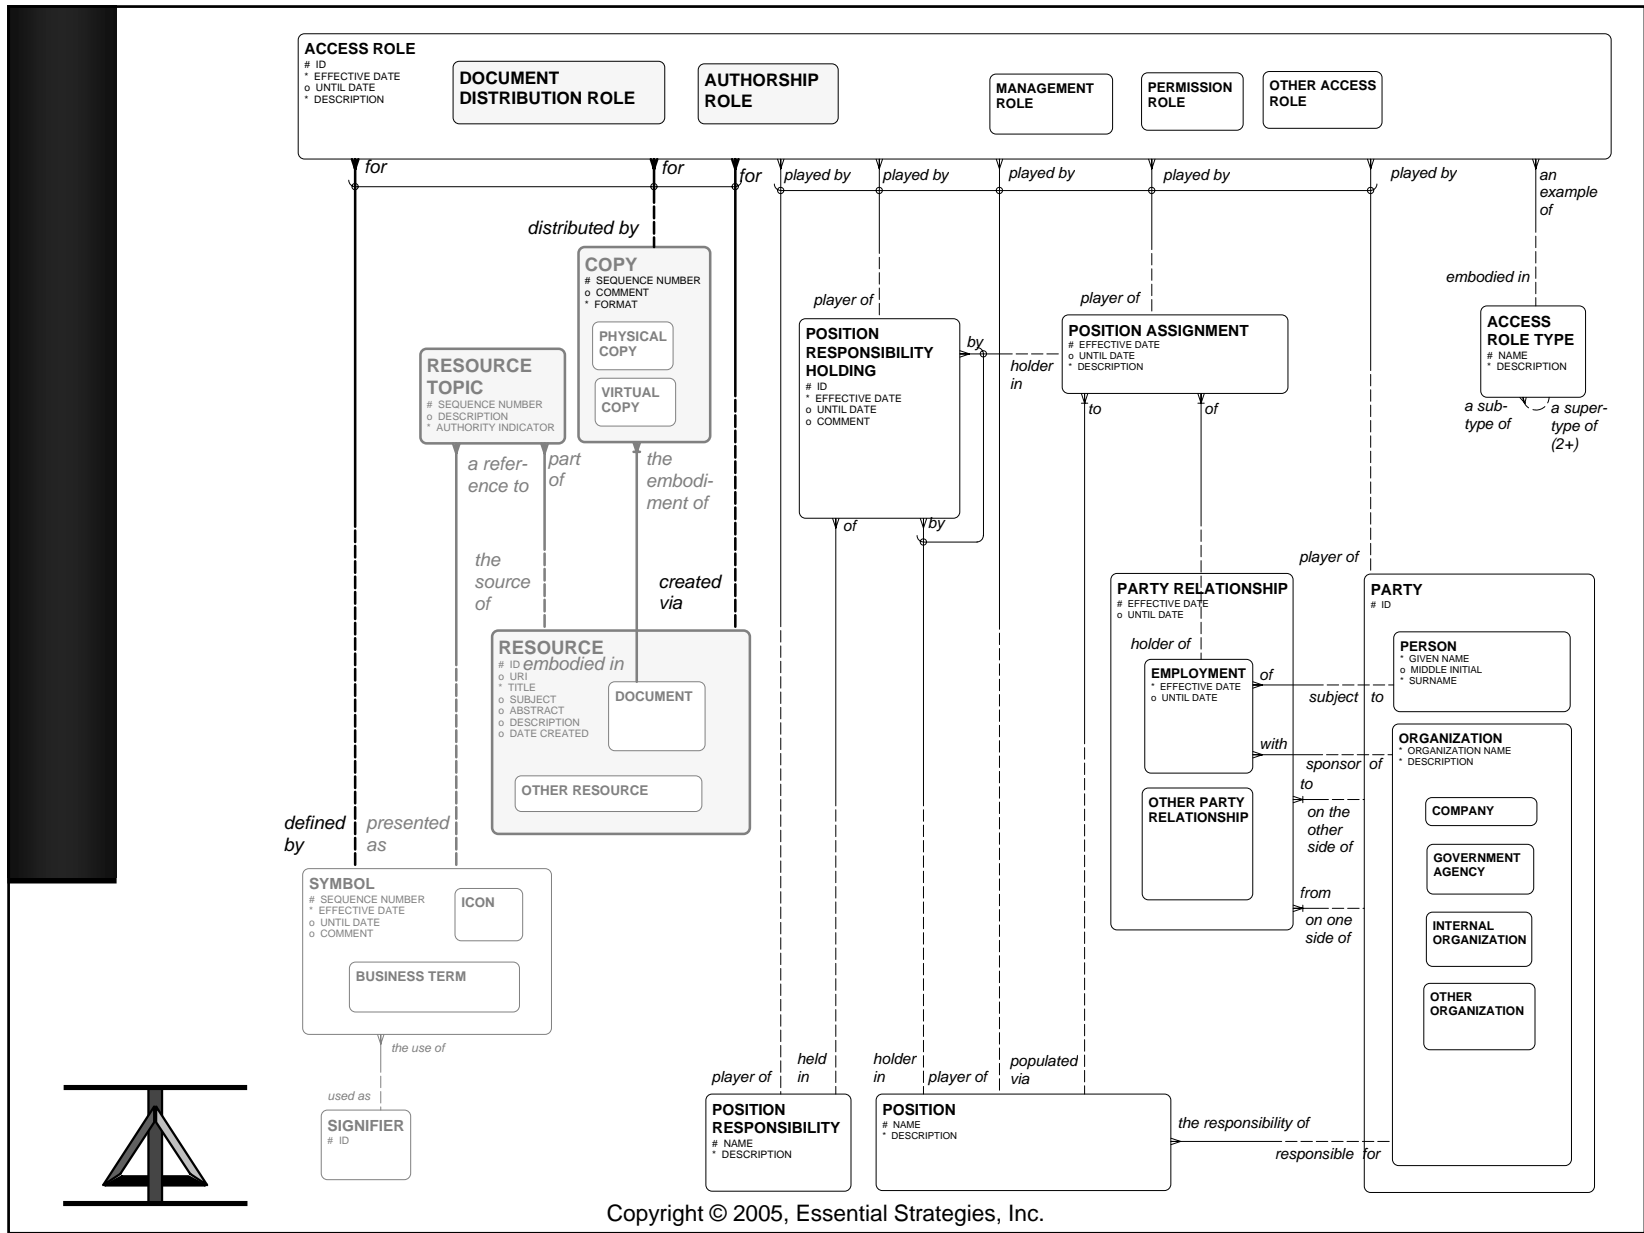 ACCESS ROLE
# ID
* EFFECTIVE DATE
o UNTIL DATE
* DESCRIPTION
DOCUMENT
DISTRIBUTION ROLE
AUTHORSHIP
ROLE
MANAGEMENT
ROLE
PERMISSION
ROLE
OTHER ACCESS
ROLE
for
for
for
played by
played by
played by
played by
played by
an
example
of
distributed by
COPY
# SEQUENCE NUMBER
o COMMENT
* FORMAT
PHYSICAL
COPY
VIRTUAL
COPY
embodied in
player of
player of
POSITION
RESPONSIBILITY
HOLDING
# ID
* EFFECTIVE DATE
o UNTIL DATE
o COMMENT
by
holder
in
POSITION ASSIGNMENT
# EFFECTIVE DATE
o UNTIL DATE
* DESCRIPTION
ACCESS
ROLE TYPE
# NAME
* DESCRIPTION
a sub-
type of
a super-
type of
(2+)
RESOURCE
TOPIC
# SEQUENCE NUMBER
o DESCRIPTION
* AUTHORITY INDICATOR
to
of
a refer-
ence to
part
of
the
embodi-
ment of
of
by
the
source
of
created
via
player of
PARTY RELATIONSHIP
# EFFECTIVE DATE
o UNTIL DATE
holder of
EMPLOYMENT
* EFFECTIVE DATE
o UNTIL DATE
of
subject to
with
sponsor of
to
on the
other
side of
from
on one
side of
OTHER PARTY
RELATIONSHIP
PARTY
# ID
PERSON
* GIVEN NAME
o MIDDLE INITIAL
* SURNAME
ORGANIZATION
* ORGANIZATION NAME
* DESCRIPTION
COMPANY
GOVERNMENT
AGENCY
INTERNAL
ORGANIZATION
OTHER
ORGANIZATION
RESOURCE
# ID
embodied in
o URI
* TITLE
o SUBJECT
o ABSTRACT
o DESCRIPTION
o DATE CREATED
DOCUMENT
OTHER RESOURCE
defined
by
presented
as
SYMBOL
# SEQUENCE NUMBER
* EFFECTIVE DATE
o UNTIL DATE
o COMMENT
ICON
BUSINESS TERM
the use of
used as
SIGNIFIER
# ID
player of
held
in
holder
in
player of
populated
via
POSITION
RESPONSIBILITY
# NAME
* DESCRIPTION
POSITION
# NAME
* DESCRIPTION
the responsibility of
responsible for
Copyright © 2005, Essential Strategies, Inc.